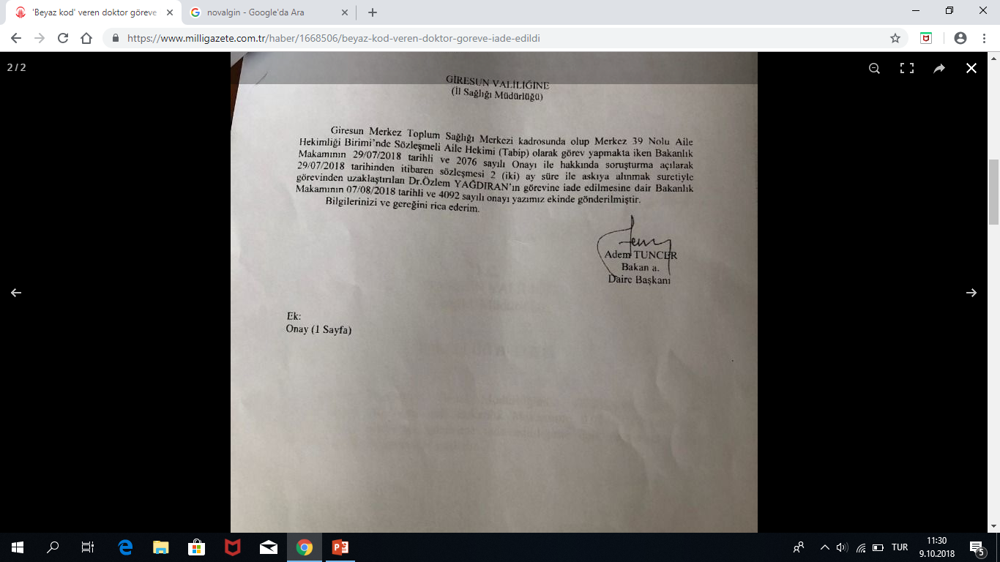 'Beyaz kod' veren doktor göreve
novalgin - Google'da Ara
https://www.milligazete.com.tr/haber/1668506/beyaz-kod-veren-doktor-goreve-iade-edildi
2 / 2
GİRESUN VALİLİĞİNE
(İl Sağlığı Müdürlüğü)
Giresun Merkez Toplum Sağlığı Merkezi kadrosunda olup Merkez 39 Nolu Aile
Hekimliği Birimi'nde Sözleşmeli Aile Hekimi (Tabip) olarak görev yapmakta iken Bakanlık
Makamının 29/07/2018 tarihli ve 2076 sayılı Onayı ile hakkında soruşturma açılarak
29/07/2018 tarihinden itibaren sözleşmesi 2 (iki) ay süre ile askıya alınmak suretiyle
görevinden uzaklaştırılan Dr.Özlem YAĞDIRAN'ın görevine iade edilmesine dair Bakanlık
Makamının 07/08/2018 tarihli ve 4092 sayılı onayı yazımız ekinde gönderilmiştir.
Bilgilerinizi ve gereğini rica ederim.
Adem TUNCER
Bakan a.
Daire Başkanı
Ek:
Onay (1 Sayfa)
TUR
11:30
9.10.2018
5